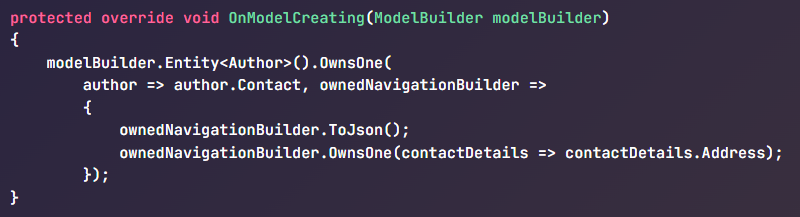 protected override void OnModelCreating(ModelBuilder modelBuilder)
{
    modelBuilder.Entity<Author>().OwnsOne(
        author => author.Contact, ownedNavigationBuilder =>
        {
            ownedNavigationBuilder.ToJson();
            ownedNavigationBuilder.OwnsOne(contactDetails => contactDetails.Address);
        });
}